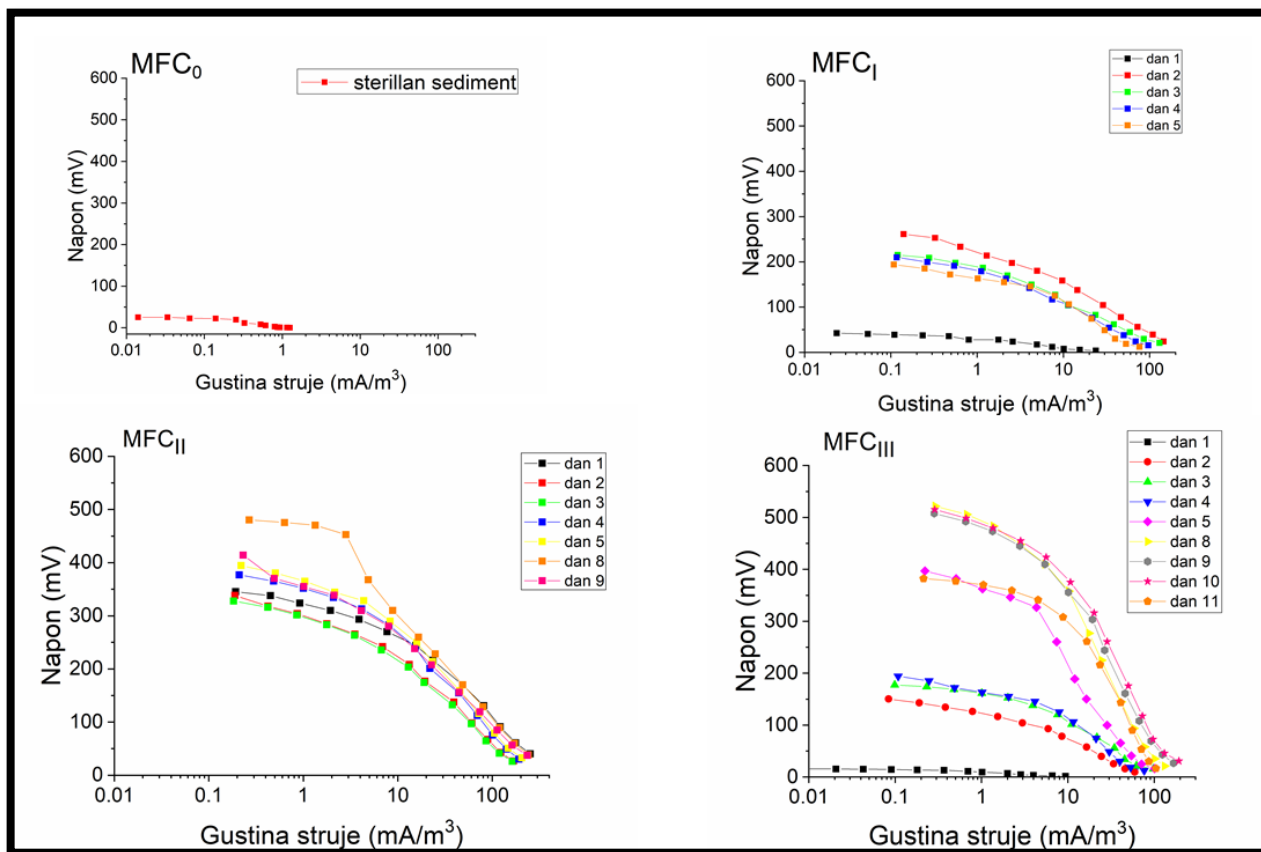 MFC₀
sterillan sediment
Napon (mV)
600
500
400
300
200
100
0
0.01
0.1
1
10
100
Gustina struje (mA/m³)
MFC_I
dan 1
dan 2
dan 3
dan 4
dan 5
Napon (mV)
600
500
400
300
200
100
0
0.01
0.1
1
10
100
Gustina struje (mA/m³)
MFC_II
dan 1
dan 2
dan 3
dan 4
dan 5
dan 8
dan 9
Napon (mV)
600
500
400
300
200
100
0
0.01
0.1
1
10
100
Gustina struje (mA/m³)
MFC_III
dan 1
dan 2
dan 3
dan 4
dan 5
dan 8
dan 9
dan 10
dan 11
Napon (mV)
600
500
400
300
200
100
0
0.01
0.1
1
10
100
Gustina struje (mA/m³)